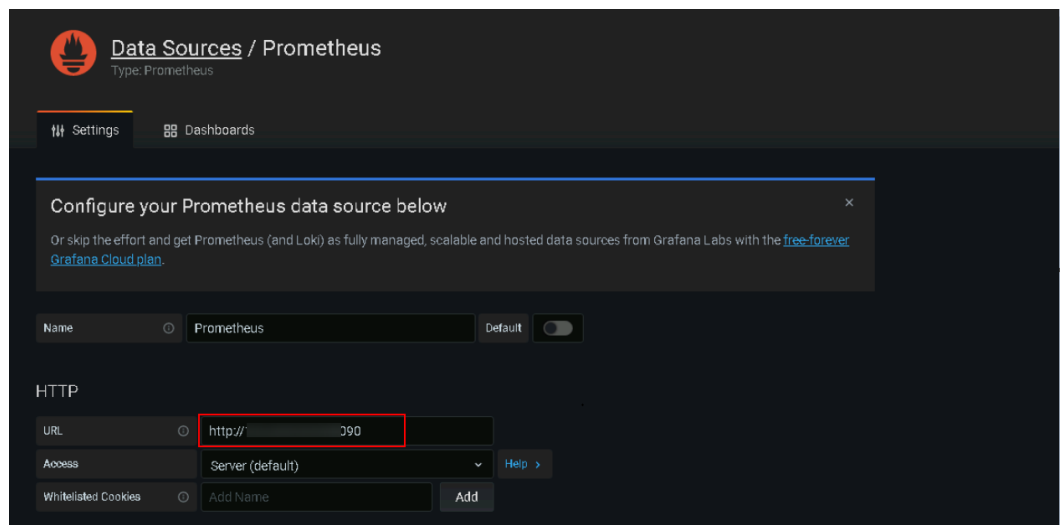 Data Sources / Prometheus
Type: Prometheus
Settings Dashboards
Configure your Prometheus data source below
Or skip the effort and get Prometheus (and Loki) as fully managed, scalable and hosted data sources from Grafana Labs with the free-forever
Grafana Cloud plan.
Name Prometheus Default
HTTP
URL http:// 090
Access Server (default) Help >
Whitelisted Cookies Add Name Add